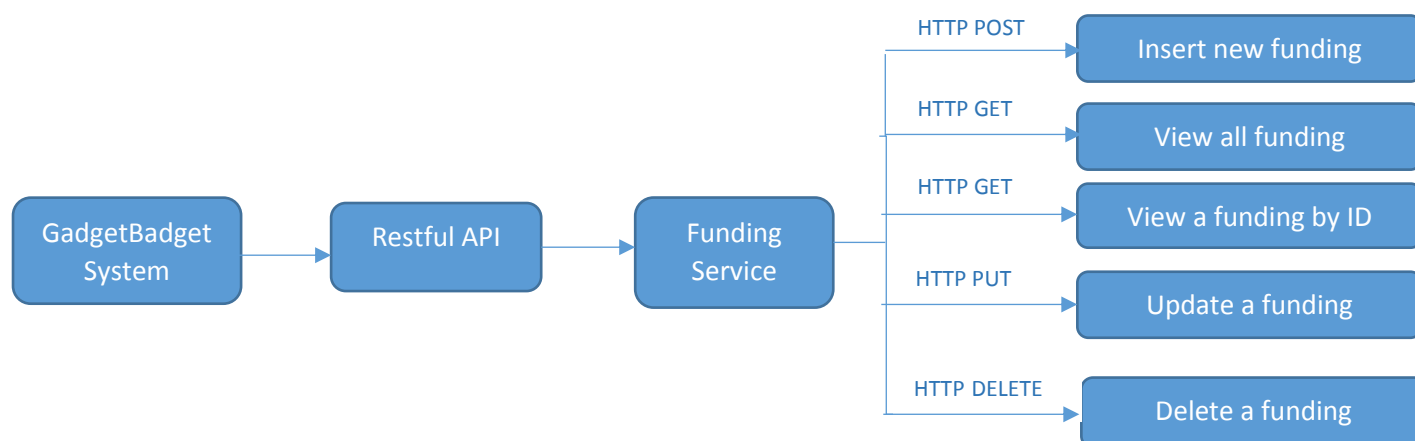 HTTP POST
Insert new funding
HTTP GET
View all funding
HTTP GET
View a funding by ID
GadgetBadget
System
Restful API
Funding
Service
HTTP PUT
Update a funding
HTTP DELETE
Delete a funding